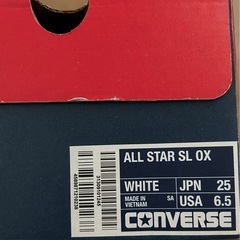 ALL STAR SL OX
WHITE JPN 25
MADE IN VIETNAM SA USA 6.5
CONVERSE